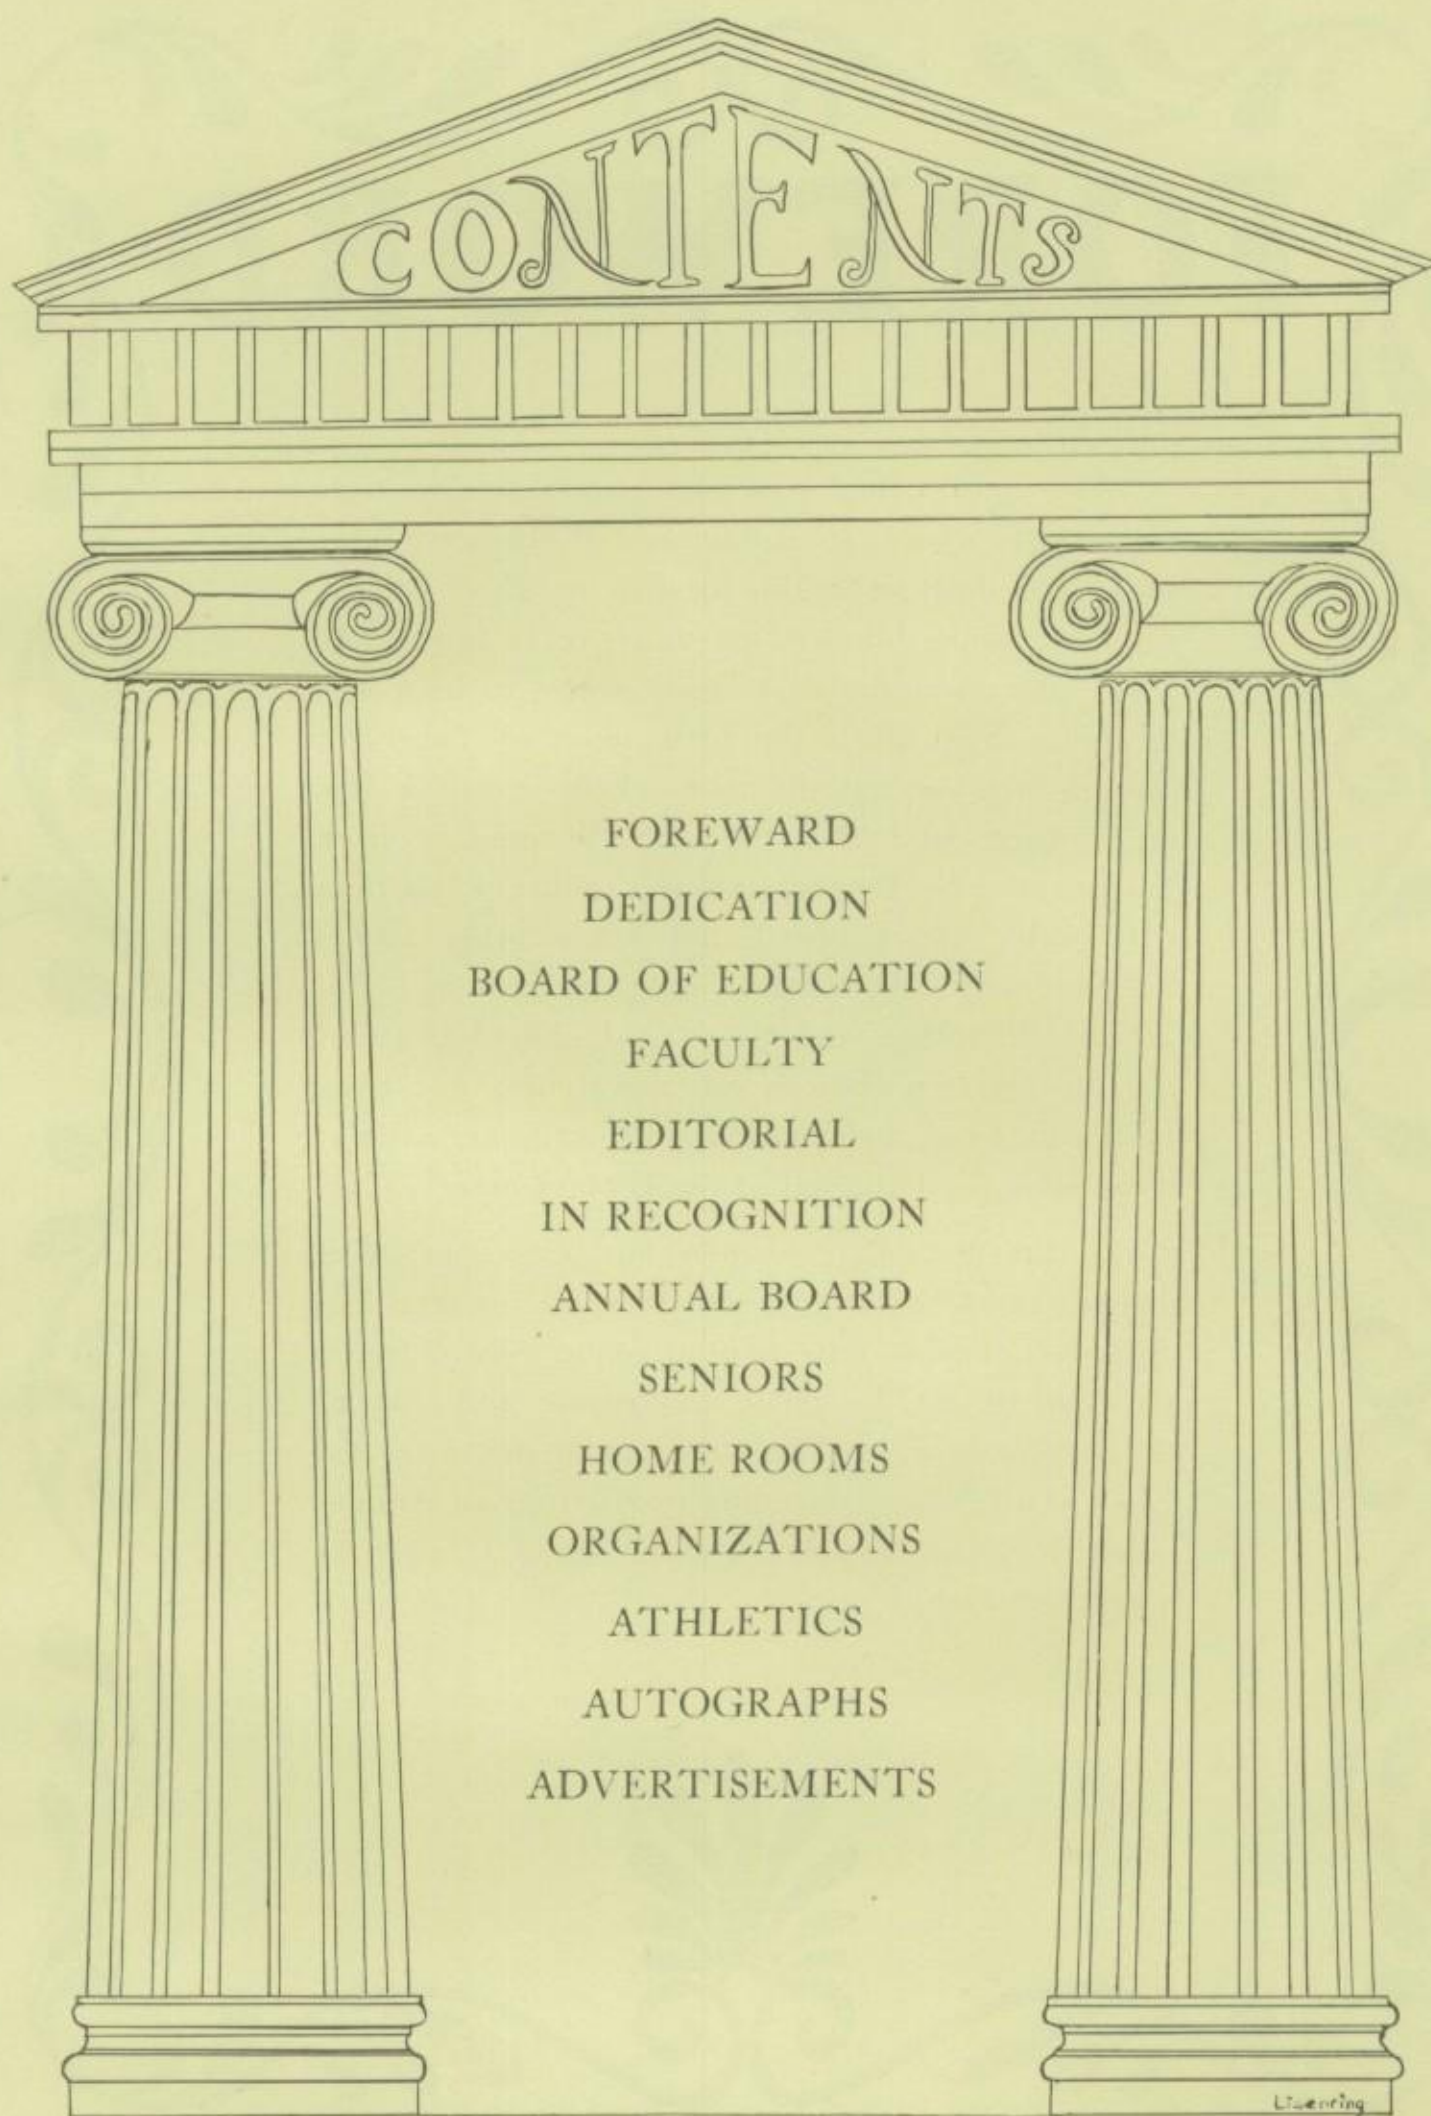 CONTENTS
FOREWARD
DEDICATION
BOARD OF EDUCATION
FACULTY
EDITORIAL
IN RECOGNITION
ANNUAL BOARD
SENIORS
HOME ROOMS
ORGANIZATIONS
ATHLETICS
AUTOGRAPHS
ADVERTISEMENTS